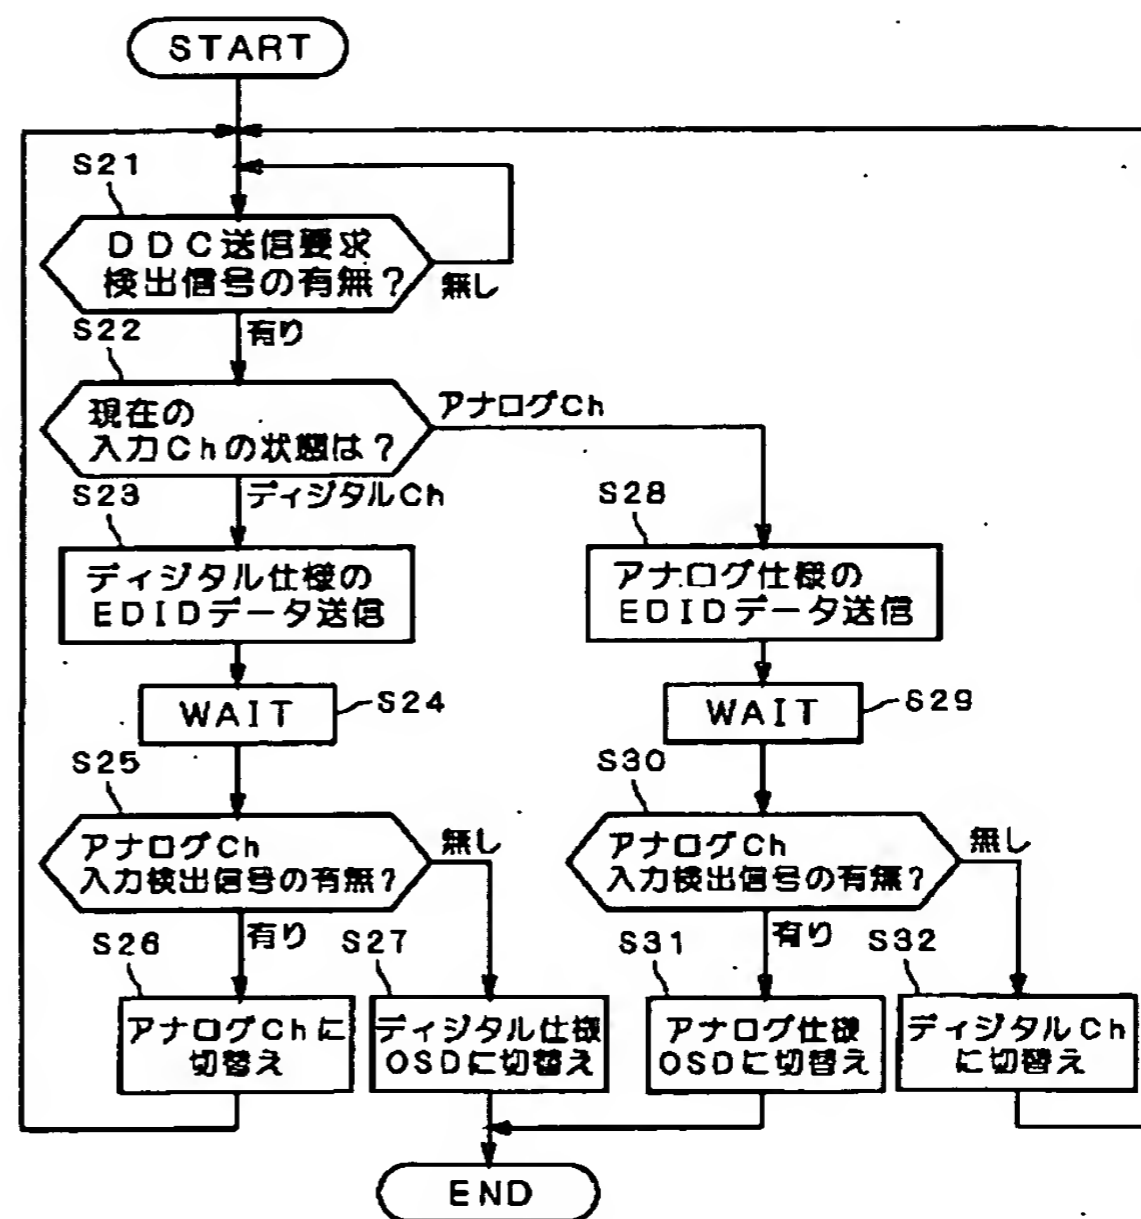 START
S21
DDC送信要求
検出信号の有無?
無し
S22
有り
現在の
入力Chの状態は?
アナログCh
S23
ディジタルCh
ディジタル仕様の
EDIDデータ送信
S28
アナログ仕様の
EDIDデータ送信
WAIT
S24
WAIT
S29
S25
アナログCh
入力検出信号の有無?
無し
S30
アナログCh
入力検出信号の有無?
無し
S26
有り
アナログChに
切替え
S27
ディジタル仕様
OSDに切替え
S31
有り
アナログ仕様
OSDに切替え
S32
ディジタルCh
に切替え
END